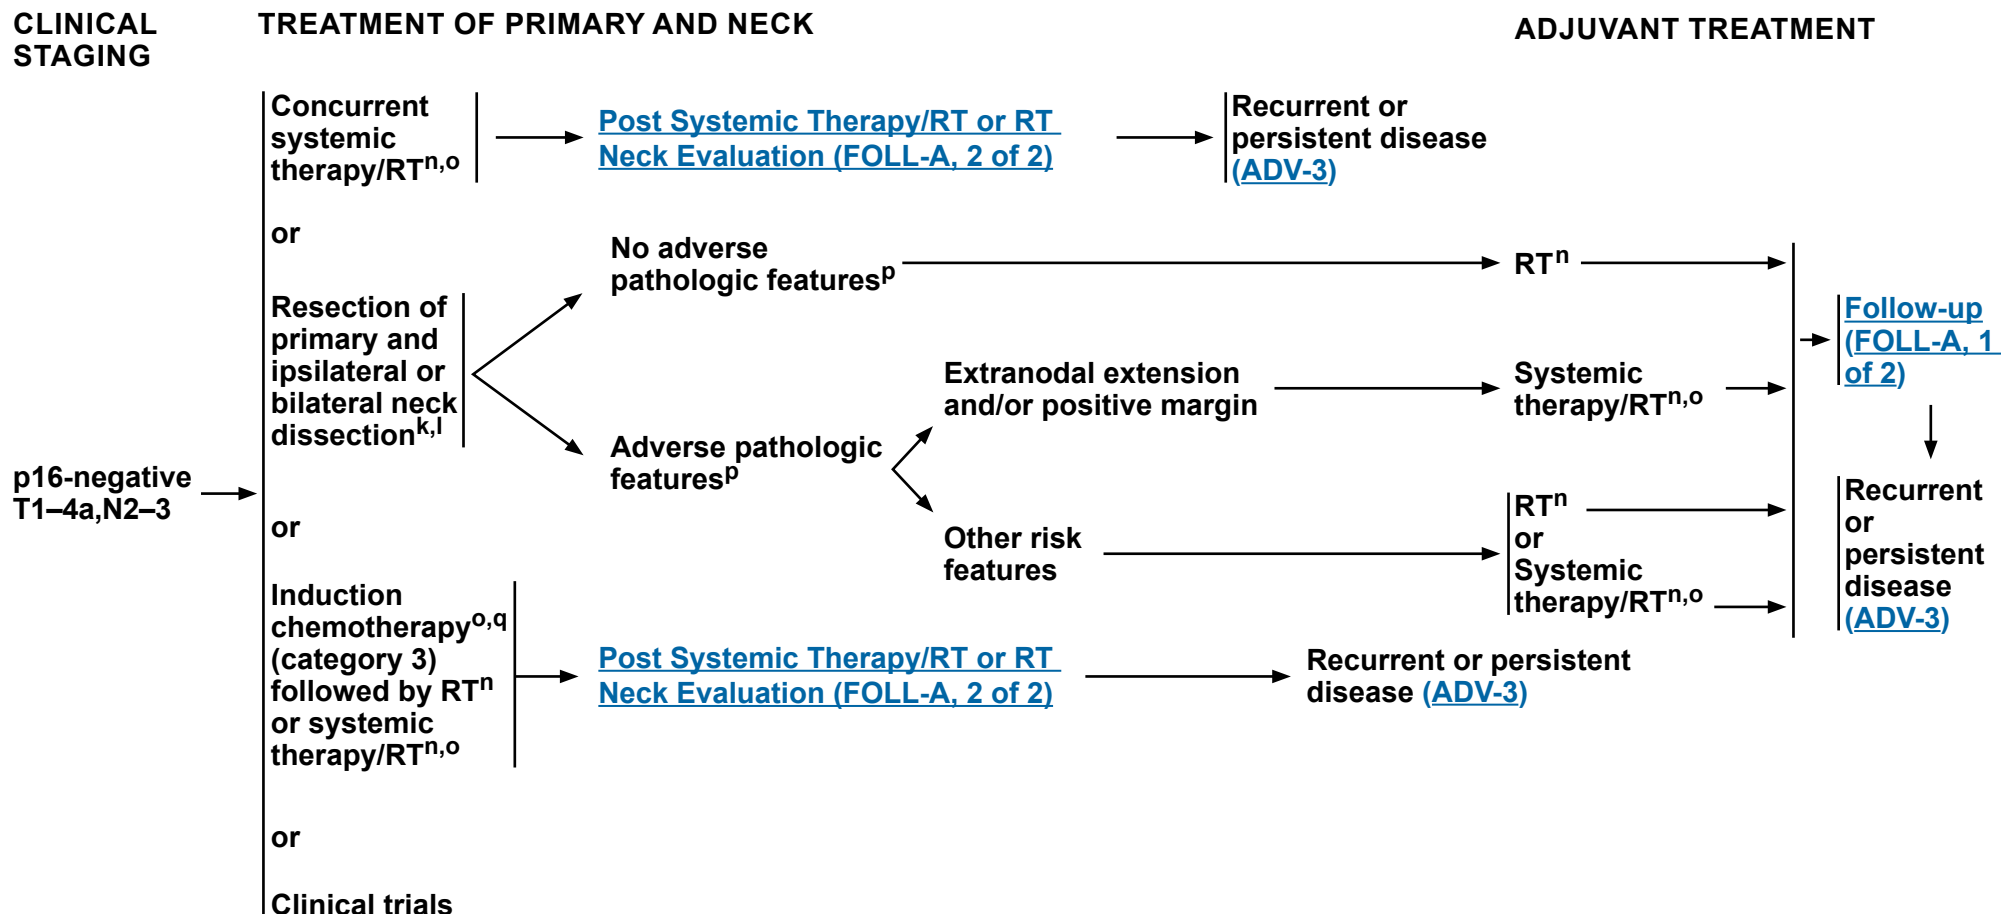 CLINICAL
STAGING
TREATMENT OF PRIMARY AND NECK
ADJUVANT TREATMENT
p16-negative
T1–4a,N2–3
Concurrent
systemic
therapy/RTn,o
Post Systemic Therapy/RT or RT
Neck Evaluation (FOLL-A, 2 of 2)
Recurrent or
persistent disease
(ADV-3)
or
Resection of
primary and
ipsilateral or
bilateral neck
dissectionk,l
No adverse
pathologic featuresp
RTn
Adverse pathologic
featuresp
Extranodal extension
and/or positive margin
Systemic
therapy/RTn,o
Other risk
features
RTn
or
Systemic
therapy/RTn,o
Follow-up
(FOLL-A, 1
of 2)
Recurrent
or
persistent
disease
(ADV-3)
or
Induction
chemotherapyo,q
(category 3)
followed by RTn
or systemic
therapy/RTn,o
Post Systemic Therapy/RT or RT
Neck Evaluation (FOLL-A, 2 of 2)
Recurrent or persistent
disease (ADV-3)
or
Clinical trials